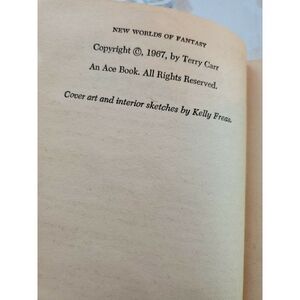 NEW WORLDS OF FANTASY
Copyright ©, 1967, by Terry Carr
An Ace Book. All Rights Reserved.
Cover art and interior sketches by Kelly Freas.